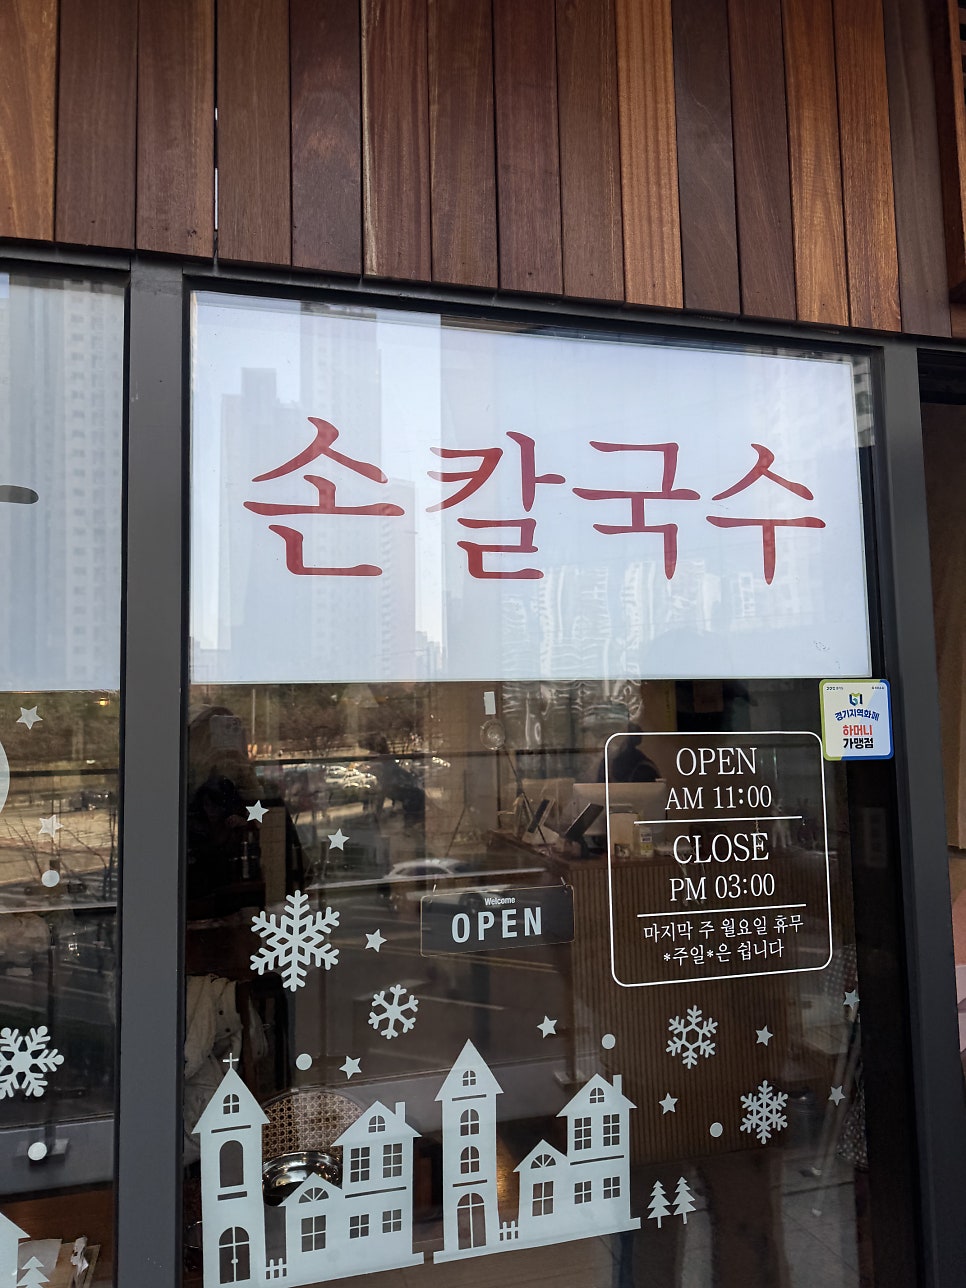 손칼국수
경기지역화폐
하머니
가맹점
OPEN
AM 11:00
CLOSE
PM 03:00
마지막 주 월요일 휴무
*주일*은 쉽니다
Welcome
OPEN